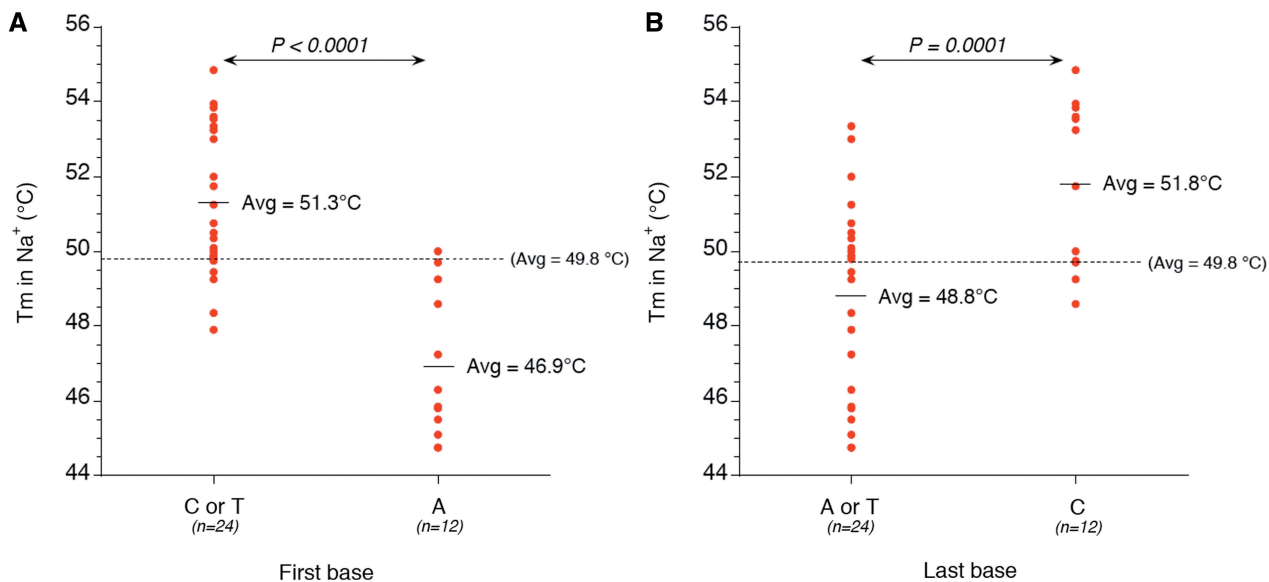 A
56
54
52
50
48
46
44
Tm in Na⁺ (°C)
P < 0.0001
Avg = 51.3°C
(Avg = 49.8 °C)
Avg = 46.9°C
C or T
(n=24)
A
(n=12)
First base
B
56
54
52
50
48
46
44
Tm in Na⁺ (°C)
P = 0.0001
Avg = 51.8°C
(Avg = 49.8 °C)
Avg = 48.8°C
A or T
(n=24)
C
(n=12)
Last base